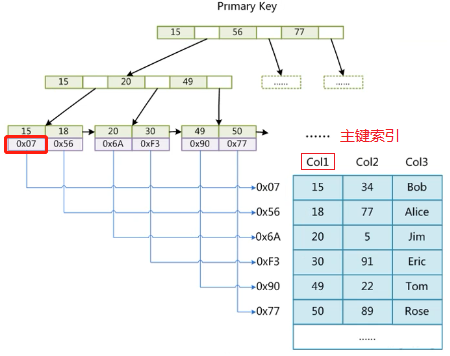 Primary Key
15 56 77
15 20 49
…… ……
15 18 20 30 49 50
0x07 0x56 0x6A 0xF3 0x90 0x77
…… 主键索引
Col1 Col2 Col3
0x07 15 34 Bob
0x56 18 77 Alice
0x6A 20 5 Jim
0xF3 30 91 Eric
0x90 49 22 Tom
0x77 50 89 Rose
……